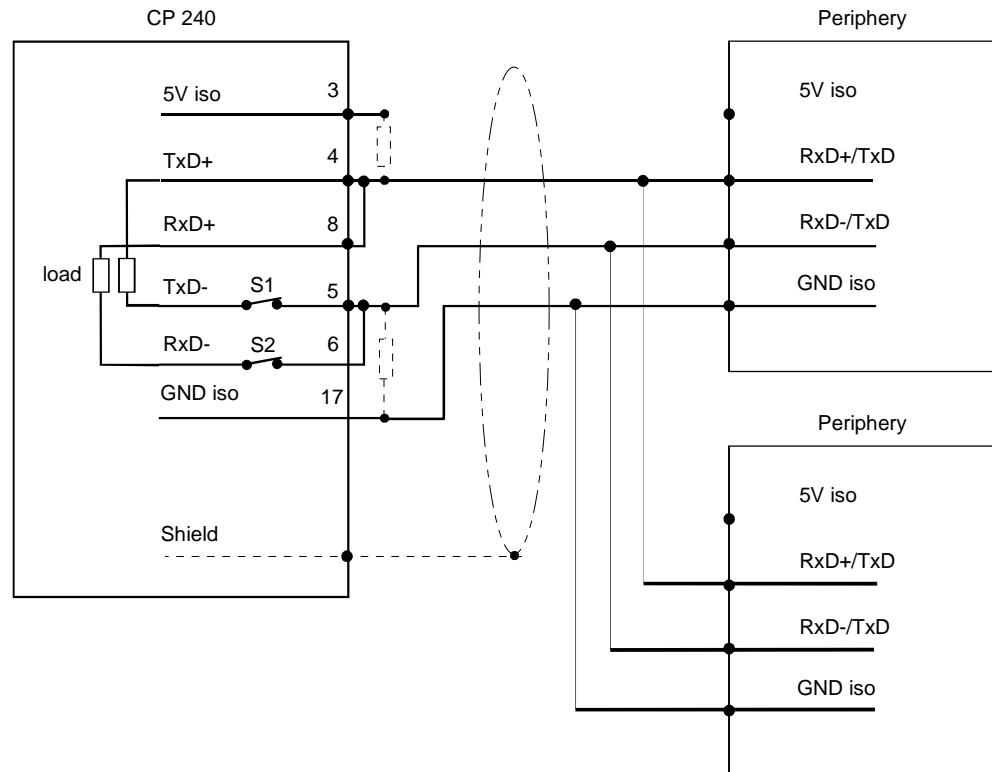 CP 240
5V iso 3
TxD+ 4
RxD+ 8
load
TxD- S1 5
RxD- S2 6
GND iso 17
Shield
Periphery
5V iso
RxD+/TxD
RxD-/TxD
GND iso
Periphery
5V iso
RxD+/TxD
RxD-/TxD
GND iso